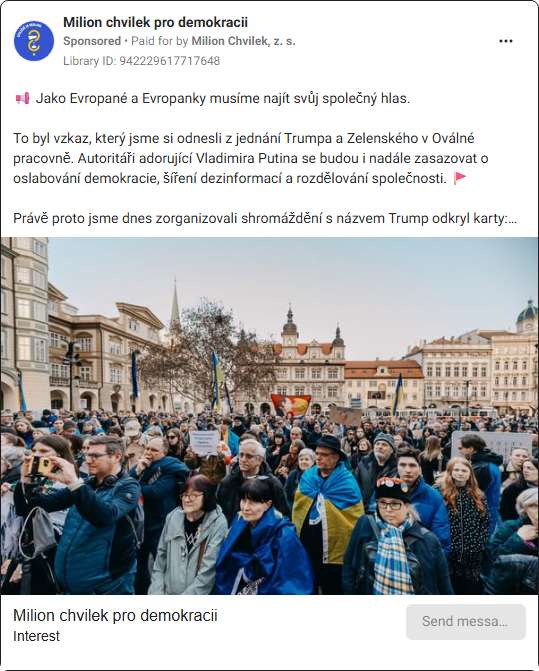 Milion chvilek pro demokracii
Sponsored • Paid for by Milion Chvilek, z. s.
Library ID: 942229617717648
Jako Evropané a Evropanky musíme najít svůj společný hlas.
To byl vzkaz, který jsme si odnesli z jednání Trumpa a Zelenského v Oválné
pracovně. Autoritáři adorující Vladimira Putina se budou i nadále zasazovat o
oslabování demokracie, šíření dezinformací a rozdělování společnosti.
Právě proto jsme dnes zorganizovali shromáždění s názvem Trump odkryl karty:...
Milion chvilek pro demokracii
Interest
Send messa...